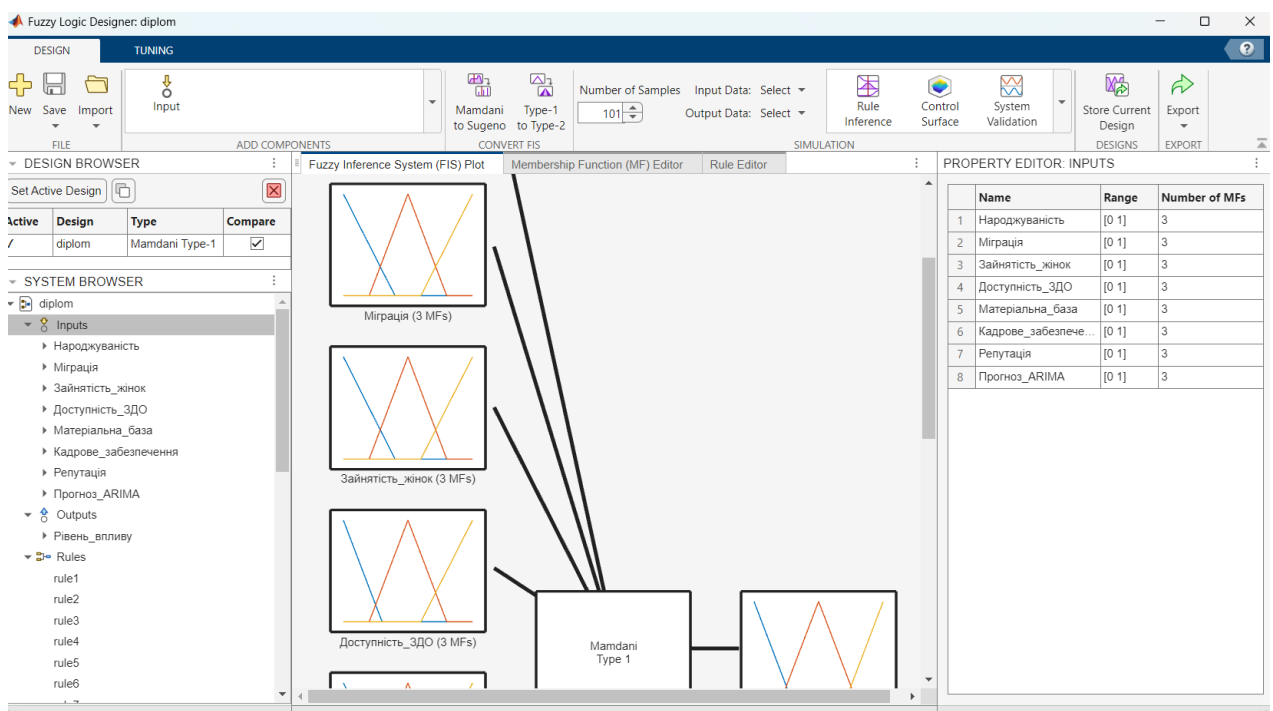 Fuzzy Logic Designer: diplom
DESIGN TUNING
New Save Import
Input
Mamdani to Sugeno
Type-1 to Type-2
Number of Samples Input Data: Select
101 Output Data: Select
Rule Inference
Control Surface
System Validation
Store Current Design
Export
FILE ADD COMPONENTS CONVERT FIS SIMULATION DESIGNS EXPORT
DESIGN BROWSER
Set Active Design
Active Design Type Compare
diplom Mamdani Type-1
SYSTEM BROWSER
diplom
Inputs
Народжуваність
Міграція
Зайнятість_жінок
Доступність_ЗДО
Матеріальна_база
Кадрове_забезпечення
Репутація
Прогноз_ARIMA
Outputs
Рівень_впливу
Rules
rule1
rule2
rule3
rule4
rule5
rule6
Fuzzy Inference System (FIS) Plot Membership Function (MF) Editor Rule Editor
Міграція (3 MFs)
Зайнятість_жінок (3 MFs)
Доступність_ЗДО (3 MFs)
Mamdani
Type 1
PROPERTY EDITOR: INPUTS
Name Range Number of MFs
1 Народжуваність [0 1] 3
2 Міграція [0 1] 3
3 Зайнятість_жінок [0 1] 3
4 Доступність_ЗДО [0 1] 3
5 Матеріальна_база [0 1] 3
6 Кадрове_забезпече... [0 1] 3
7 Репутація [0 1] 3
8 Прогноз_ARIMA [0 1] 3